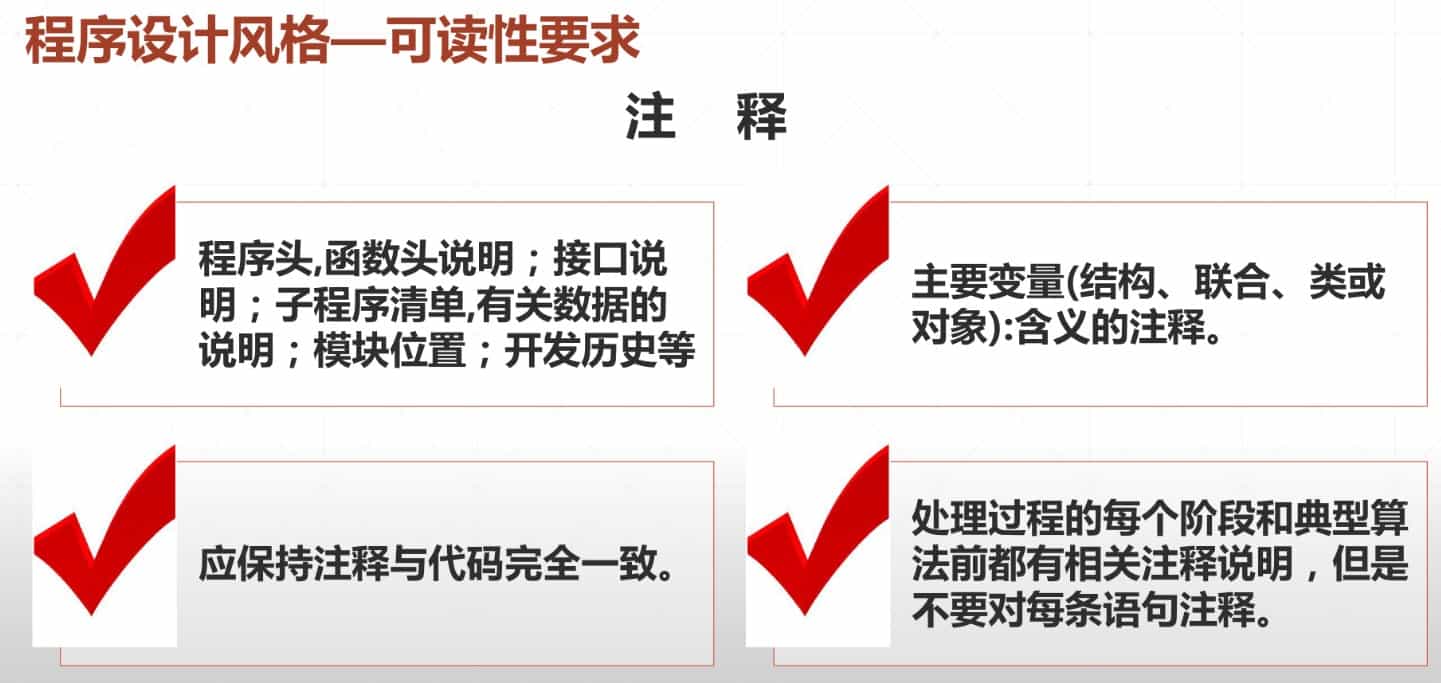 程序设计风格—可读性要求
注 释
程序头,函数头说明；接口说
明；子程序清单,有关数据的
说明；模块位置；开发历史等
主要变量(结构、联合、类或
对象):含义的注释。
应保持注释与代码完全一致。
处理过程的每个阶段和典型算
法前都有相关注释说明，但是
不要对每条语句注释。